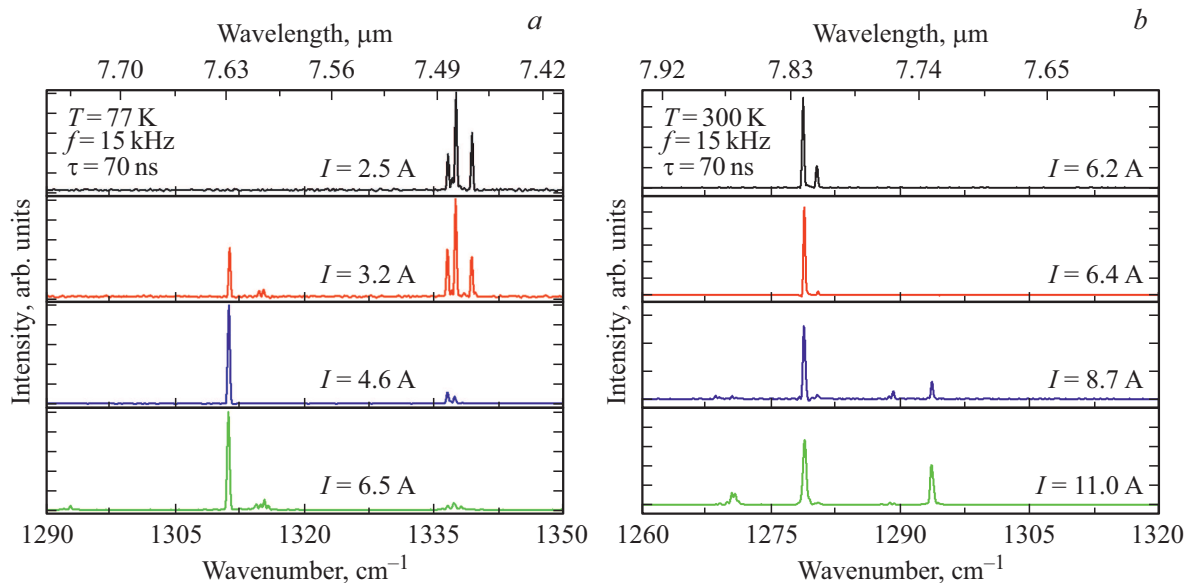 Wavelength, μm
a
7.70 7.63 7.56 7.49 7.42
T = 77 K
f = 15 kHz
τ = 70 ns
I = 2.5 A
I = 3.2 A
I = 4.6 A
I = 6.5 A
Intensity, arb. units
1290 1305 1320 1335 1350
Wavenumber, cm⁻¹
Wavelength, μm
b
7.92 7.83 7.74 7.65
T = 300 K
f = 15 kHz
τ = 70 ns
I = 6.2 A
I = 6.4 A
I = 8.7 A
I = 11.0 A
Intensity, arb. units
1260 1275 1290 1305 1320
Wavenumber, cm⁻¹